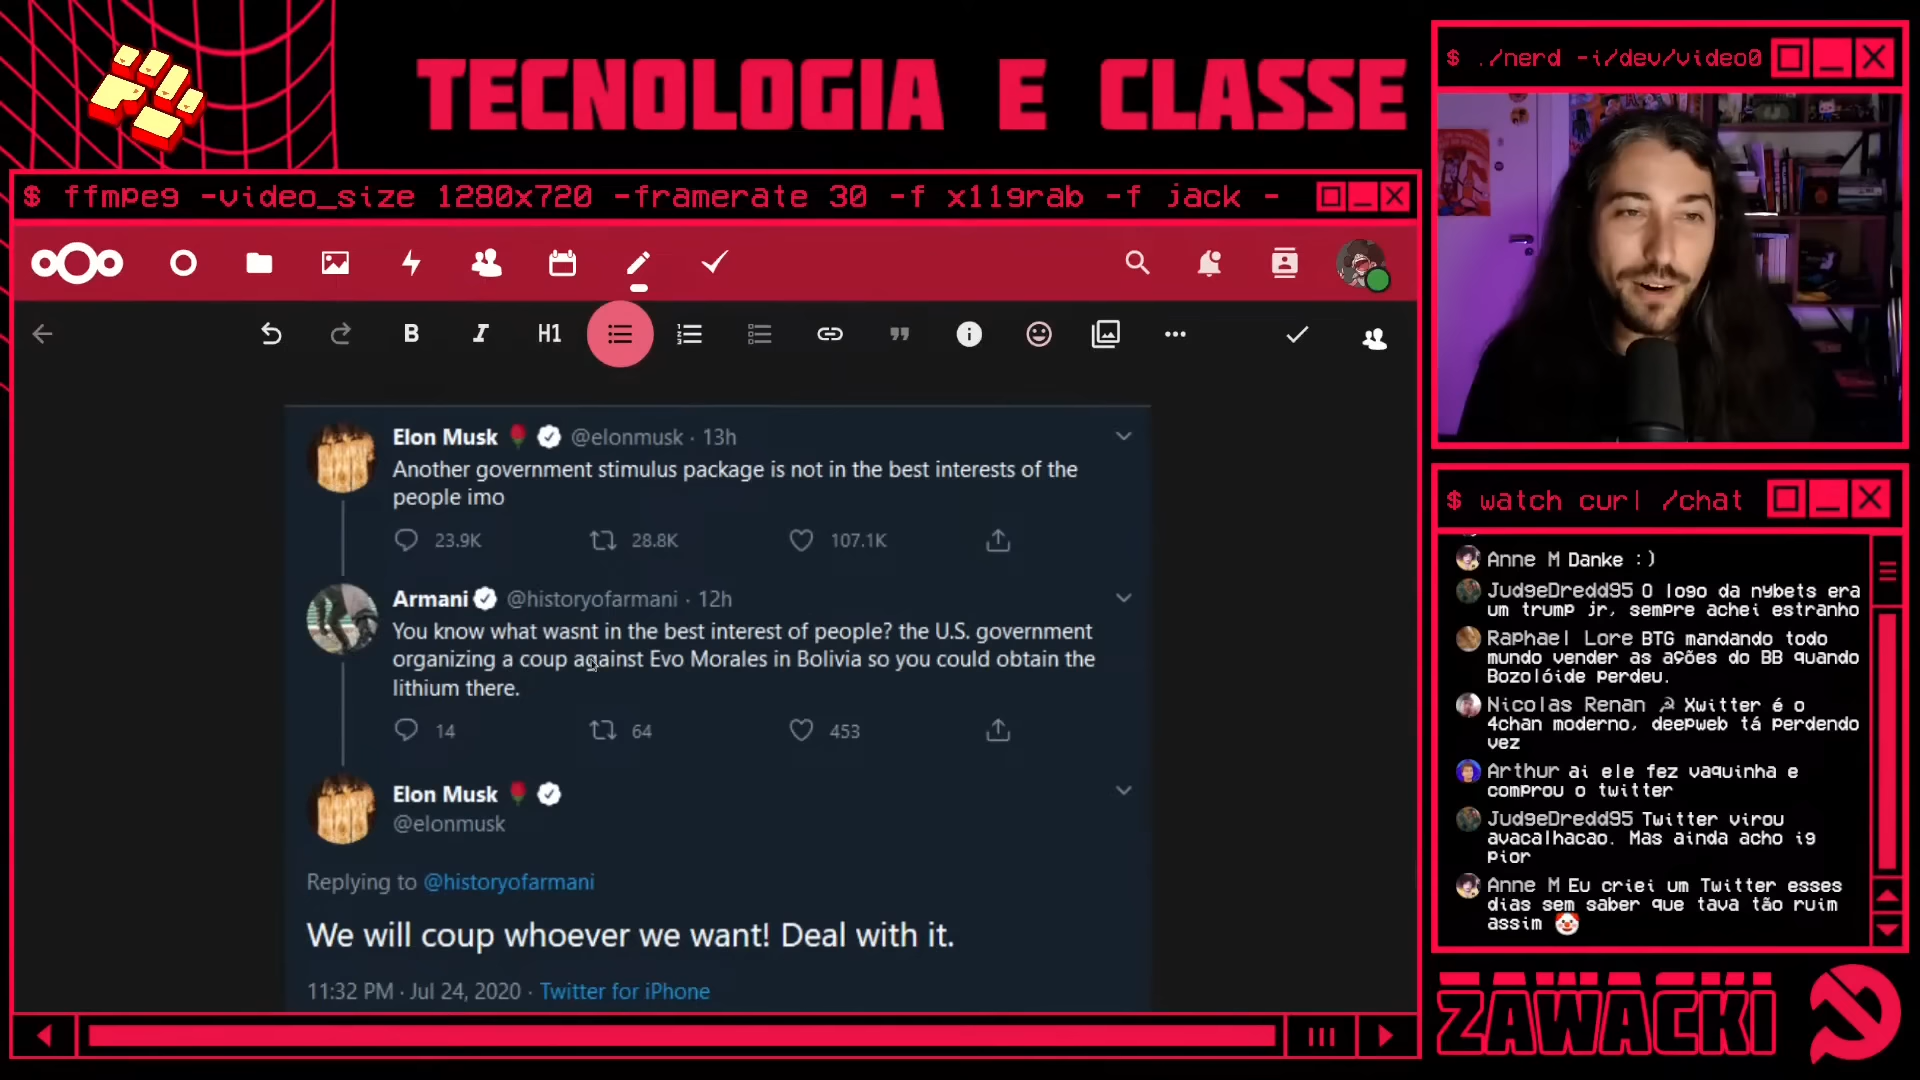 TECNOLOGIA E CLASSE
$ ffmpeg -video_size 1280x720 -framerate 30 -f x11grab -f jack -
B I H1
Elon Musk @elonmusk · 13h
Another government stimulus package is not in the best interests of the
people imo
23.9K 28.8K 107.1K
Armani @historyofarmani · 12h
You know what wasnt in the best interest of people? the U.S. government
organizing a coup against Evo Morales in Bolivia so you could obtain the
lithium there.
14 64 453
Elon Musk
@elonmusk
Replying to @historyofarmani
We will coup whoever we want! Deal with it.
11:32 PM · Jul 24, 2020 · Twitter for iPhone
$ ./nerd -i/dev/video0
$ watch curl /chat
Anne M Danke :)
JudgeDredd95 O logo da nybets era
um trump jr, sempre achei estranho
Raphael Lore BTG mandando todo
mundo vender as ações do BB quando
Bozolóide perdeu.
Nicolas Renan ☭ Xwitter é o
4chan moderno, deepweb tá perdendo
vez
Arthur ai ele fez vaquinha e
comprou o twitter
JudgeDredd95 Twitter virou
avacalhacao. Mas ainda acho ig
pior
Anne M Eu criei um Twitter esses
dias sem saber que tava tão ruim
assim 🤡
ZAWACKI